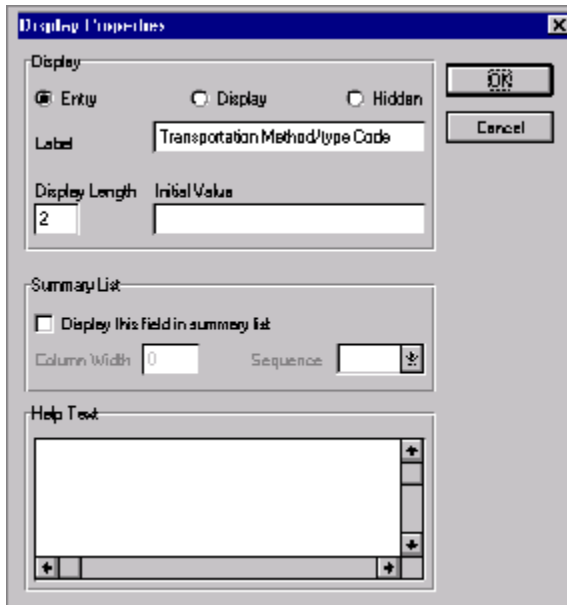 Display Properties
Display
OK
Entry Display Hidden
Cancel
Label Transportation Method/type Code
Display Length Initial Value
2
Summary List
Display this field in summary list
Column Width 0 Sequence
Help Text